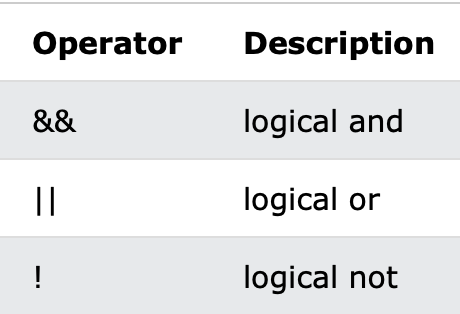 Operator Description
&& logical and
|| logical or
! logical not